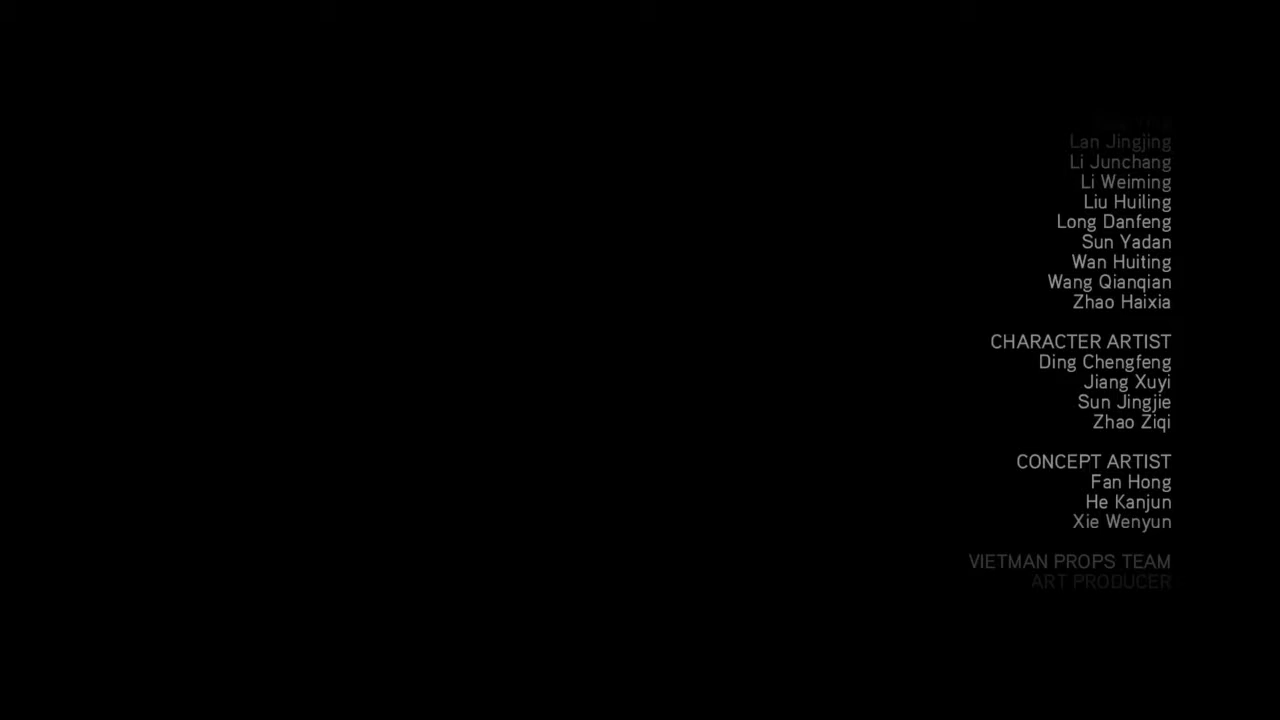 Lan Jingjing
Li Junchang
Li Weiming
Liu Huiling
Long Danfeng
Sun Yadan
Wan Huiting
Wang Qianqian
Zhao Haixia
CHARACTER ARTIST
Ding Chengfeng
Jiang Xuyi
Sun Jingjie
Zhao Ziqi
CONCEPT ARTIST
Fan Hong
He Kanjun
Xie Wenyun
VIETMAN PROPS TEAM
ART PRODUCER